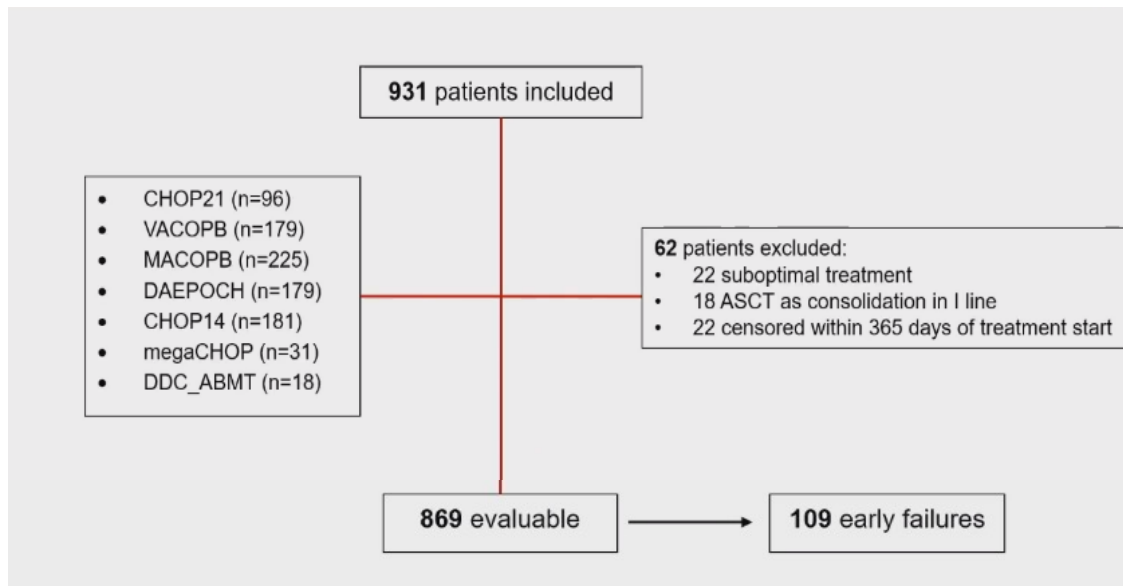 931 patients included
• CHOP21 (n=96)
• VACOPB (n=179)
• MACOPB (n=225)
• DAEPOCH (n=179)
• CHOP14 (n=181)
• megaCHOP (n=31)
• DDC_ABMT (n=18)
62 patients excluded:
• 22 suboptimal treatment
• 18 ASCT as consolidation in I line
• 22 censored within 365 days of treatment start
869 evaluable
109 early failures